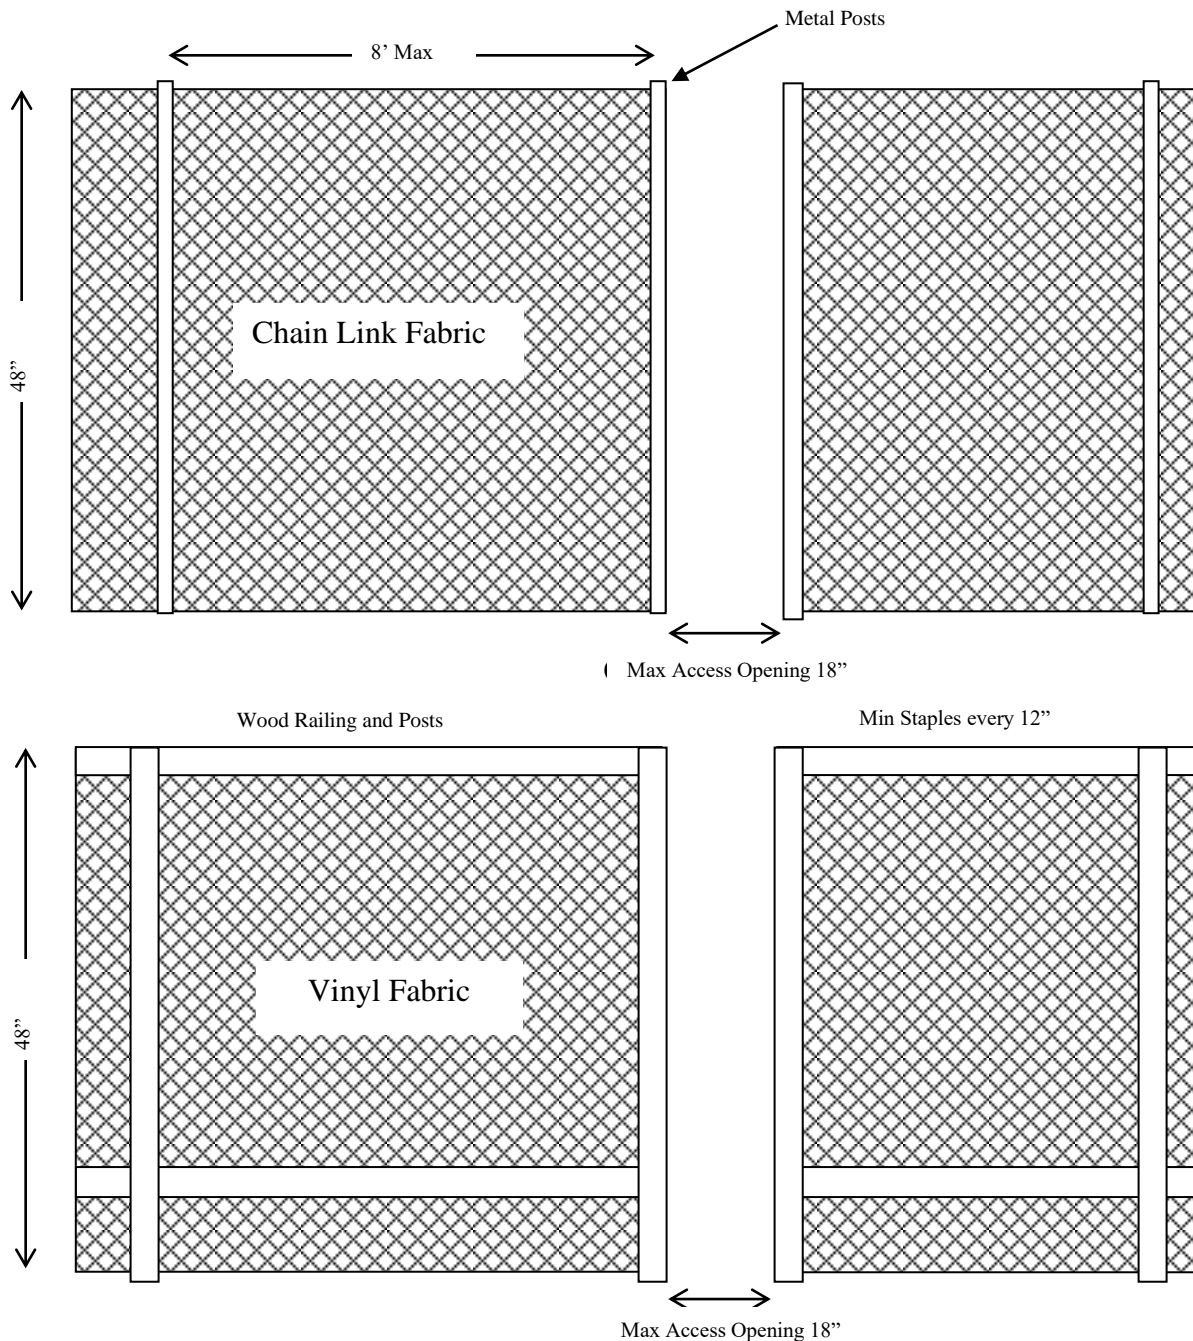 Metal Posts
8’ Max
Chain Link Fabric
48”
Max Access Opening 18”
Wood Railing and Posts
Min Staples every 12”
Vinyl Fabric
48”
Max Access Opening 18”